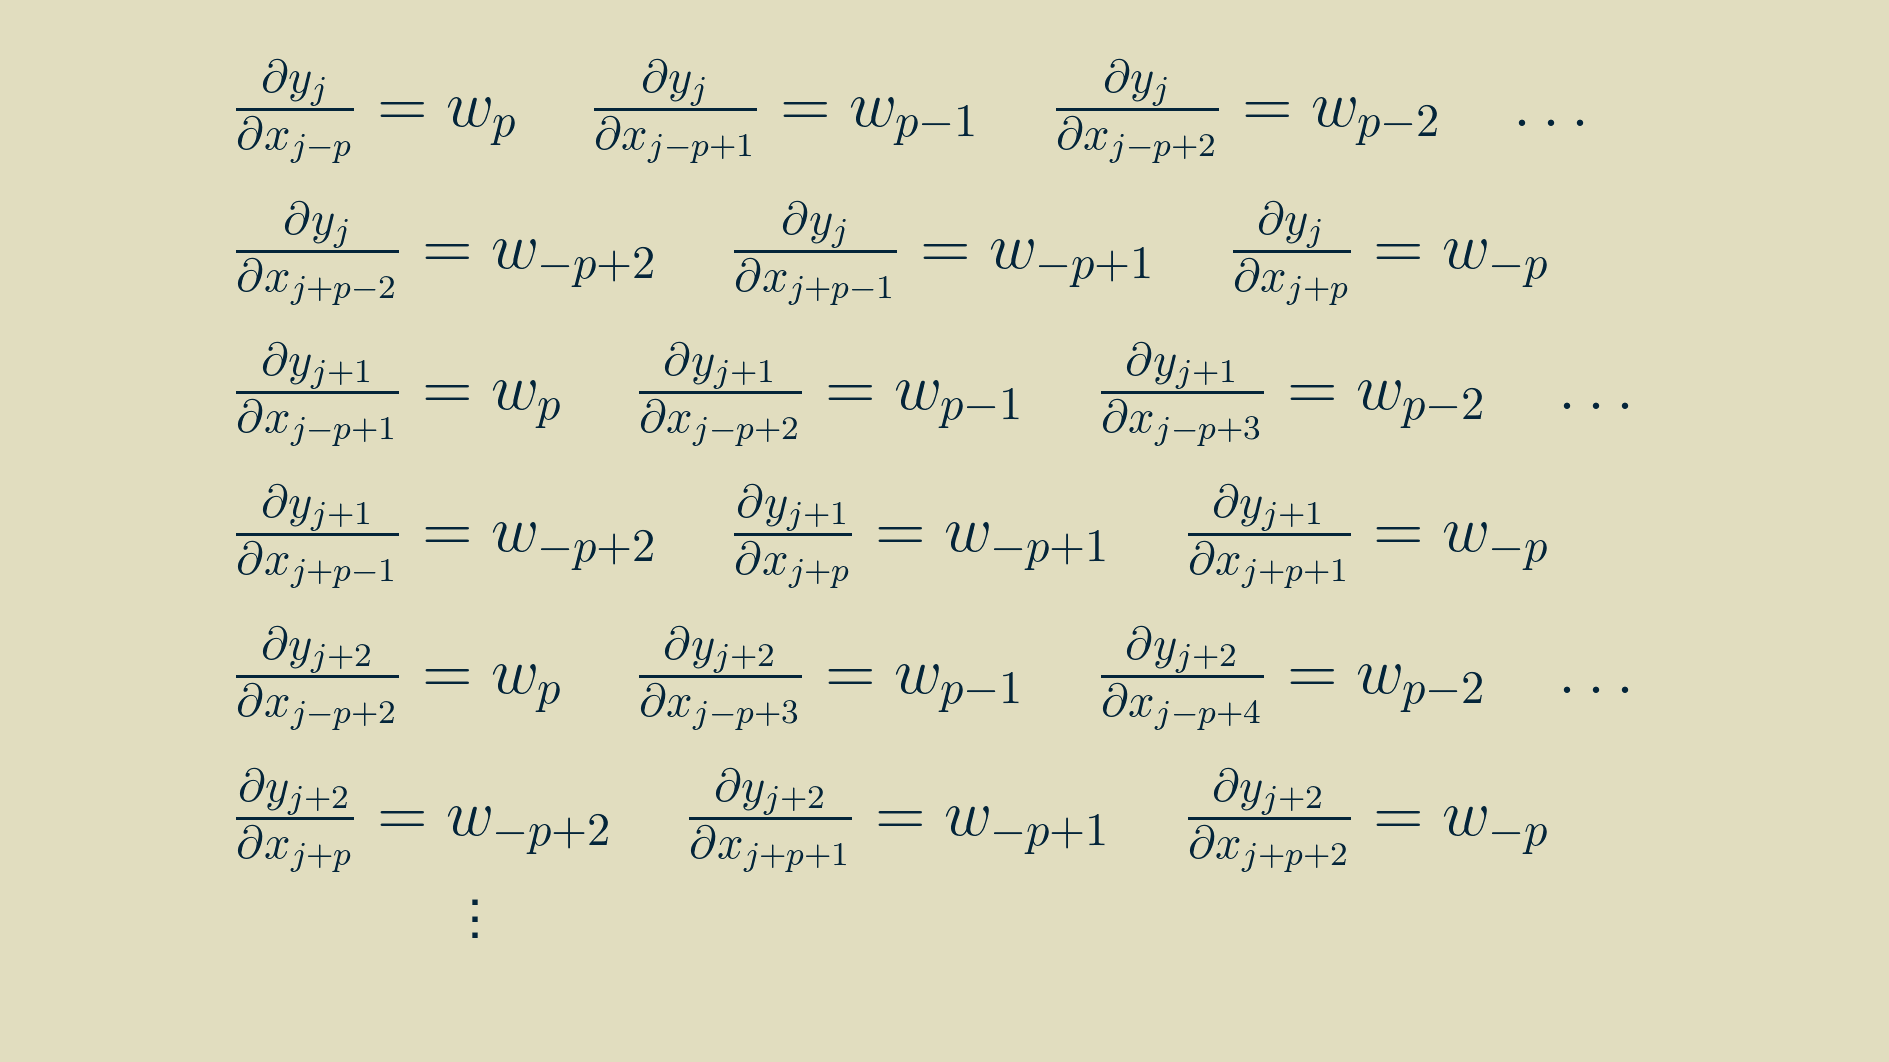 ∂y_j/∂x_{j−p} = w_p   ∂y_j/∂x_{j−p+1} = w_{p−1}   ∂y_j/∂x_{j−p+2} = w_{p−2}   …
∂y_j/∂x_{j+p−2} = w_{−p+2}   ∂y_j/∂x_{j+p−1} = w_{−p+1}   ∂y_j/∂x_{j+p} = w_{−p}
∂y_{j+1}/∂x_{j−p+1} = w_p   ∂y_{j+1}/∂x_{j−p+2} = w_{p−1}   ∂y_{j+1}/∂x_{j−p+3} = w_{p−2}   …
∂y_{j+1}/∂x_{j+p−1} = w_{−p+2}   ∂y_{j+1}/∂x_{j+p} = w_{−p+1}   ∂y_{j+1}/∂x_{j+p+1} = w_{−p}
∂y_{j+2}/∂x_{j−p+2} = w_p   ∂y_{j+2}/∂x_{j−p+3} = w_{p−1}   ∂y_{j+2}/∂x_{j−p+4} = w_{p−2}   …
∂y_{j+2}/∂x_{j+p} = w_{−p+2}   ∂y_{j+2}/∂x_{j+p+1} = w_{−p+1}   ∂y_{j+2}/∂x_{j+p+2} = w_{−p}
⋮